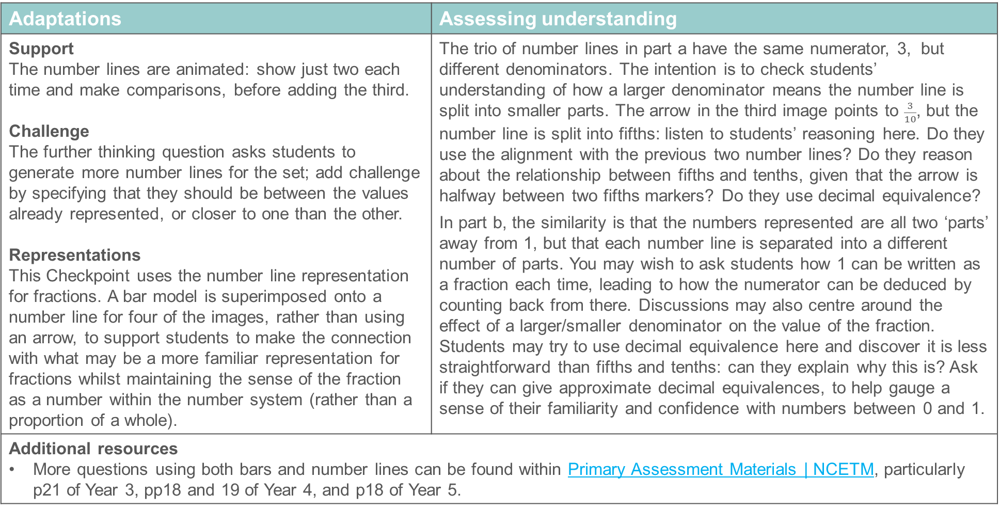 Adaptations
Support
The number lines are animated: show just two each
time and make comparisons, before adding the third.
Challenge
The further thinking question asks students to
generate more number lines for the set; add challenge
by specifying that they should be between the values
already represented, or closer to one than the other.
Representations
This Checkpoint uses the number line representation
for fractions. A bar model is superimposed onto a
number line for four of the images, rather than using
an arrow, to support students to make the connection
with what may be a more familiar representation for
fractions whilst maintaining the sense of the fraction
as a number within the number system (rather than a
proportion of a whole).
Assessing understanding
The trio of number lines in part a have the same numerator, 3, but
different denominators. The intention is to check students’
understanding of how a larger denominator means the number line is
split into smaller parts. The arrow in the third image points to 3/10, but the
number line is split into fifths: listen to students’ reasoning here. Do they
use the alignment with the previous two number lines? Do they reason
about the relationship between fifths and tenths, given that the arrow is
halfway between two fifths markers? Do they use decimal equivalence?
In part b, the similarity is that the numbers represented are all two ‘parts’
away from 1, but that each number line is separated into a different
number of parts. You may wish to ask students how 1 can be written as
a fraction each time, leading to how the numerator can be deduced by
counting back from there. Discussions may also centre around the
effect of a larger/smaller denominator on the value of the fraction.
Students may try to use decimal equivalence here and discover it is less
straightforward than fifths and tenths: can they explain why this is? Ask
if they can give approximate decimal equivalences, to help gauge a
sense of their familiarity and confidence with numbers between 0 and 1.
Additional resources
• More questions using both bars and number lines can be found within Primary Assessment Materials | NCETM, particularly
p21 of Year 3, pp18 and 19 of Year 4, and p18 of Year 5.